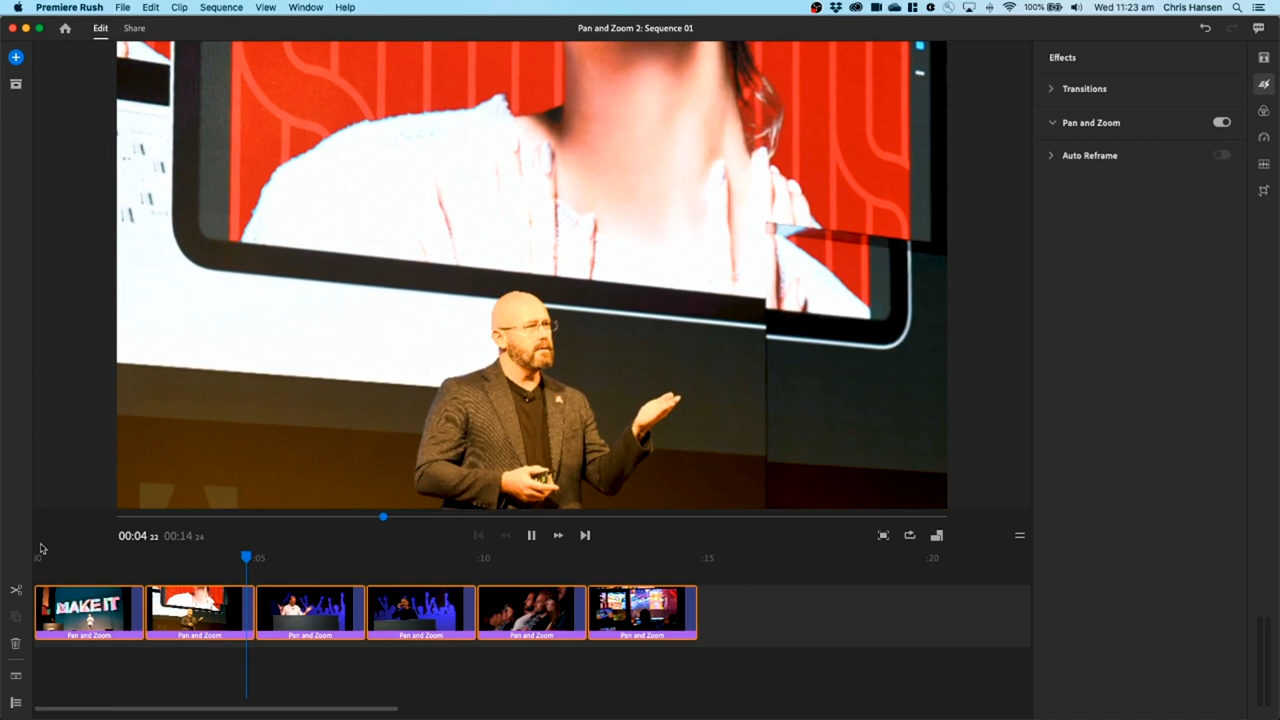 Premiere Rush File Edit Clip Sequence View Window Help 100% Wed 11:23 am Chris Hansen
Edit Share Pan and Zoom 2: Sequence 01
Effects
Transitions
Pan and Zoom
Auto Reframe
00:04 22 00:14 24
:05 :10 :15 :20
MAKE IT
Pan and Zoom Pan and Zoom Pan and Zoom Pan and Zoom Pan and Zoom Pan and Zoom